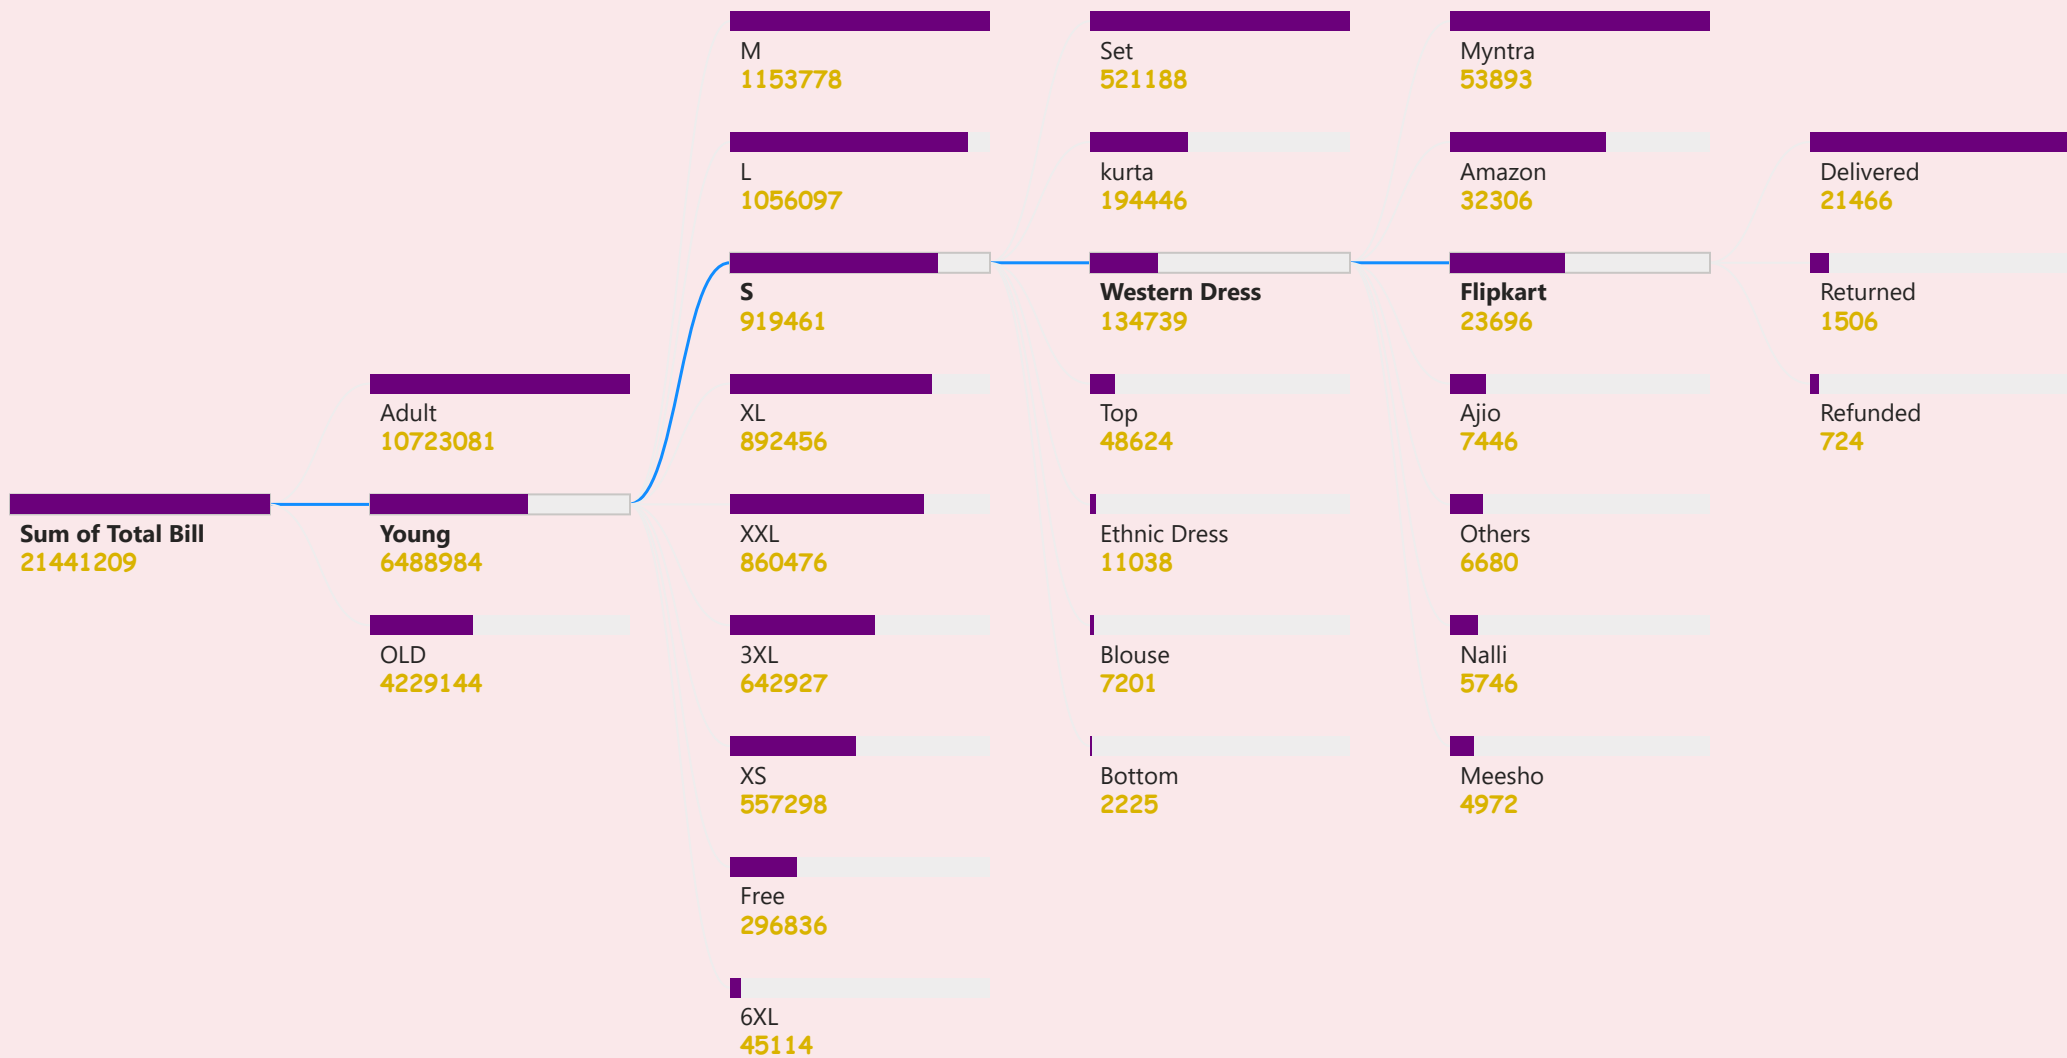 Sum of Total Bill
21441209
Adult
10723081
Young
6488984
OLD
4229144
M
1153778
L
1056097
S
919461
XL
892456
XXL
860476
3XL
642927
XS
557298
Free
296836
6XL
45114
Set
521188
kurta
194446
Western Dress
134739
Top
48624
Ethnic Dress
11038
Blouse
7201
Bottom
2225
Myntra
53893
Amazon
32306
Flipkart
23696
Ajio
7446
Others
6680
Nalli
5746
Meesho
4972
Delivered
21466
Returned
1506
Refunded
724